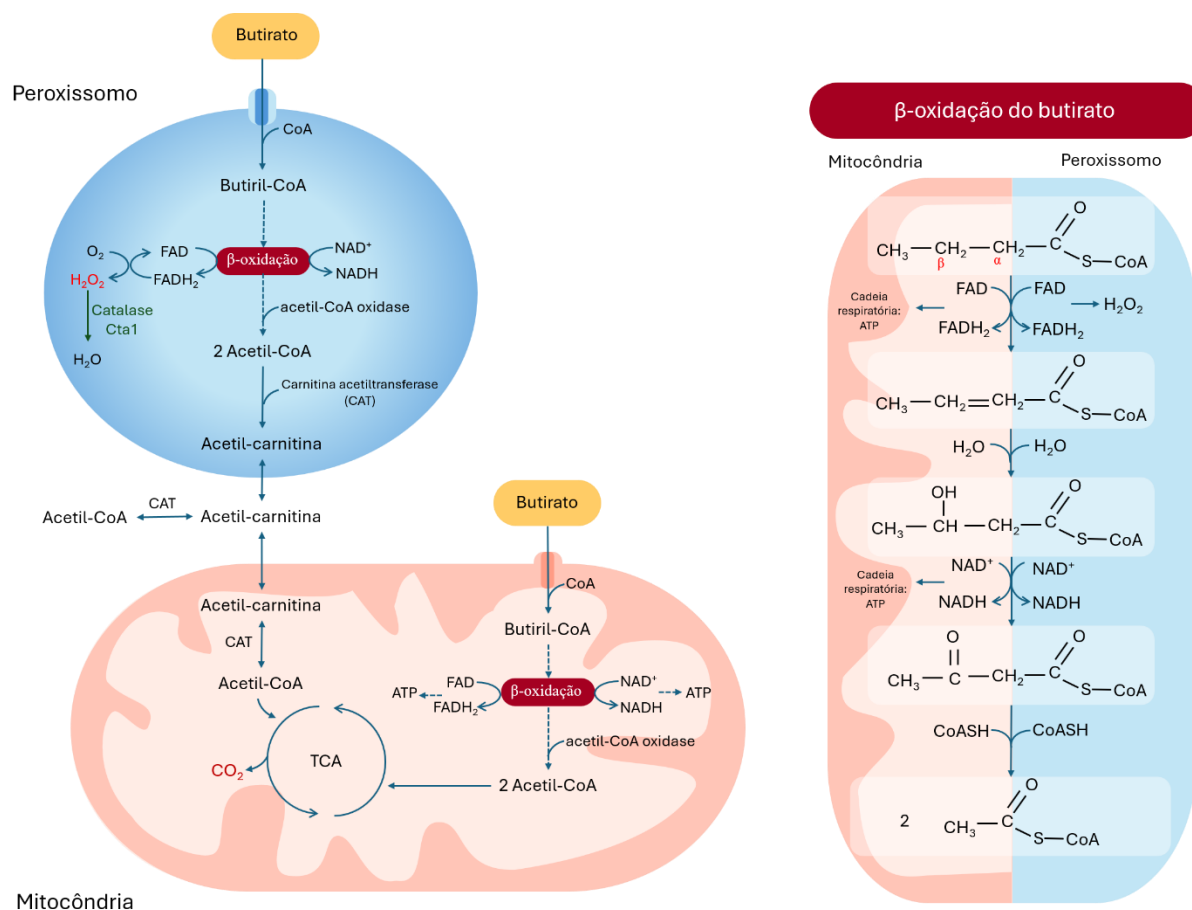 Butirato
Peroxissomo
CoA
Butiril-CoA
O₂
FAD
β-oxidação
NAD⁺
H₂O₂
FADH₂
NADH
Catalase
Cta1
acetil-CoA oxidase
H₂O
2 Acetil-CoA
Carnitina acetiltransferase
(CAT)
Acetil-carnitina
Acetil-CoA
CAT
Acetil-carnitina
Butirato
CoA
Acetil-carnitina
Butiril-CoA
CAT
Acetil-CoA
ATP
FAD
β-oxidação
NAD⁺
ATP
FADH₂
NADH
acetil-CoA oxidase
TCA
CO₂
2 Acetil-CoA
Mitocôndria
β-oxidação do butirato
Mitocôndria
Peroxissomo
O
CH₃ CH₂ CH₂ C
β α S CoA
FAD FAD
Cadeia
respiratória:
ATP
H₂O₂
FADH₂ FADH₂
O
CH₃ CH₂ CH₂ C
S CoA
H₂O H₂O
OH O
CH₃ CH CH₂ C
S CoA
NAD⁺ NAD⁺
Cadeia
respiratória:
ATP
NADH NADH
O O
CH₃ C CH₂ C
S CoA
CoASH CoASH
O
2 CH₃ C
S CoA